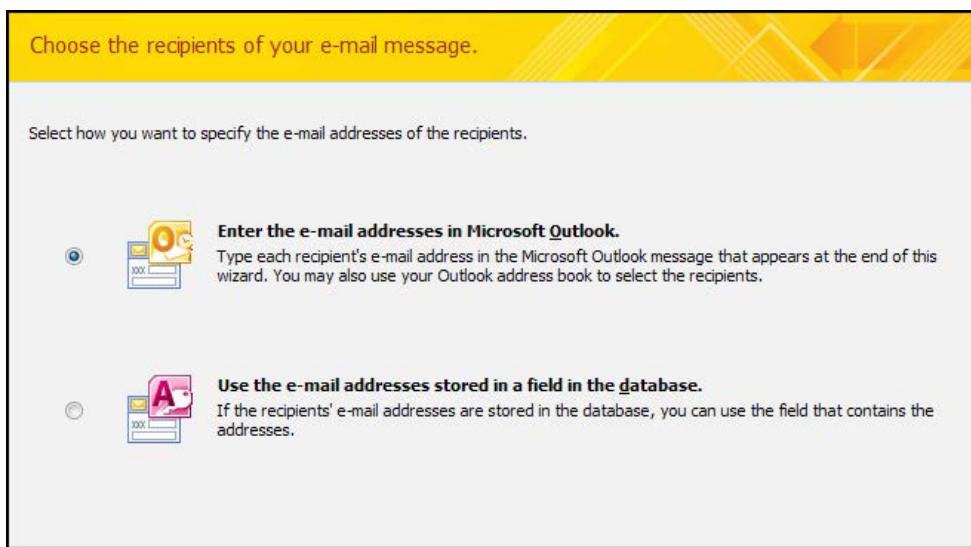 Choose the recipients of your e-mail message.
Select how you want to specify the e-mail addresses of the recipients.
Enter the e-mail addresses in Microsoft Outlook.
Type each recipient's e-mail address in the Microsoft Outlook message that appears at the end of this
wizard. You may also use your Outlook address book to select the recipients.
Use the e-mail addresses stored in a field in the database.
If the recipients' e-mail addresses are stored in the database, you can use the field that contains the
addresses.